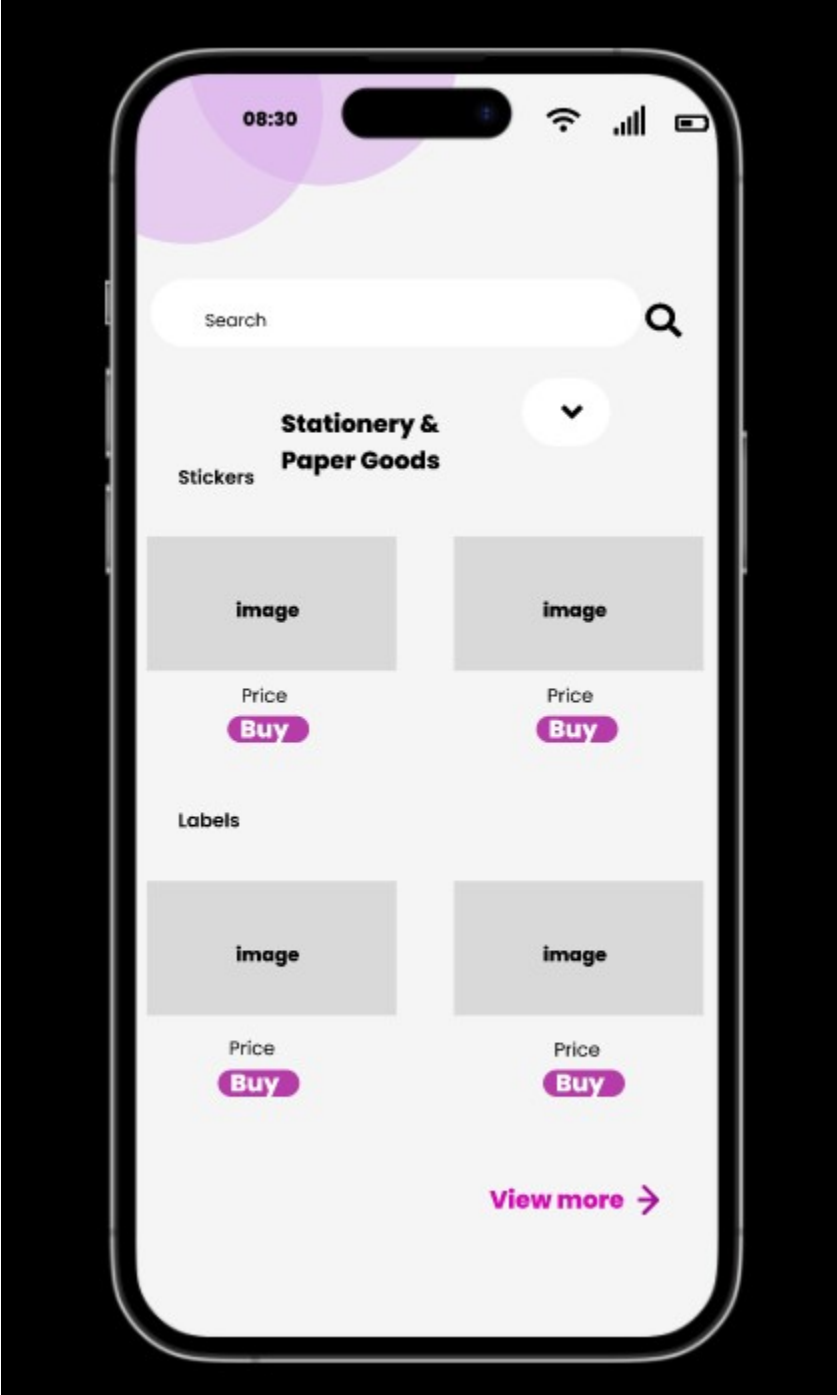 08:30
Search
Stationery &
Paper Goods
Stickers
image
image
Price
Price
Buy
Buy
Labels
image
image
Price
Price
Buy
Buy
View more